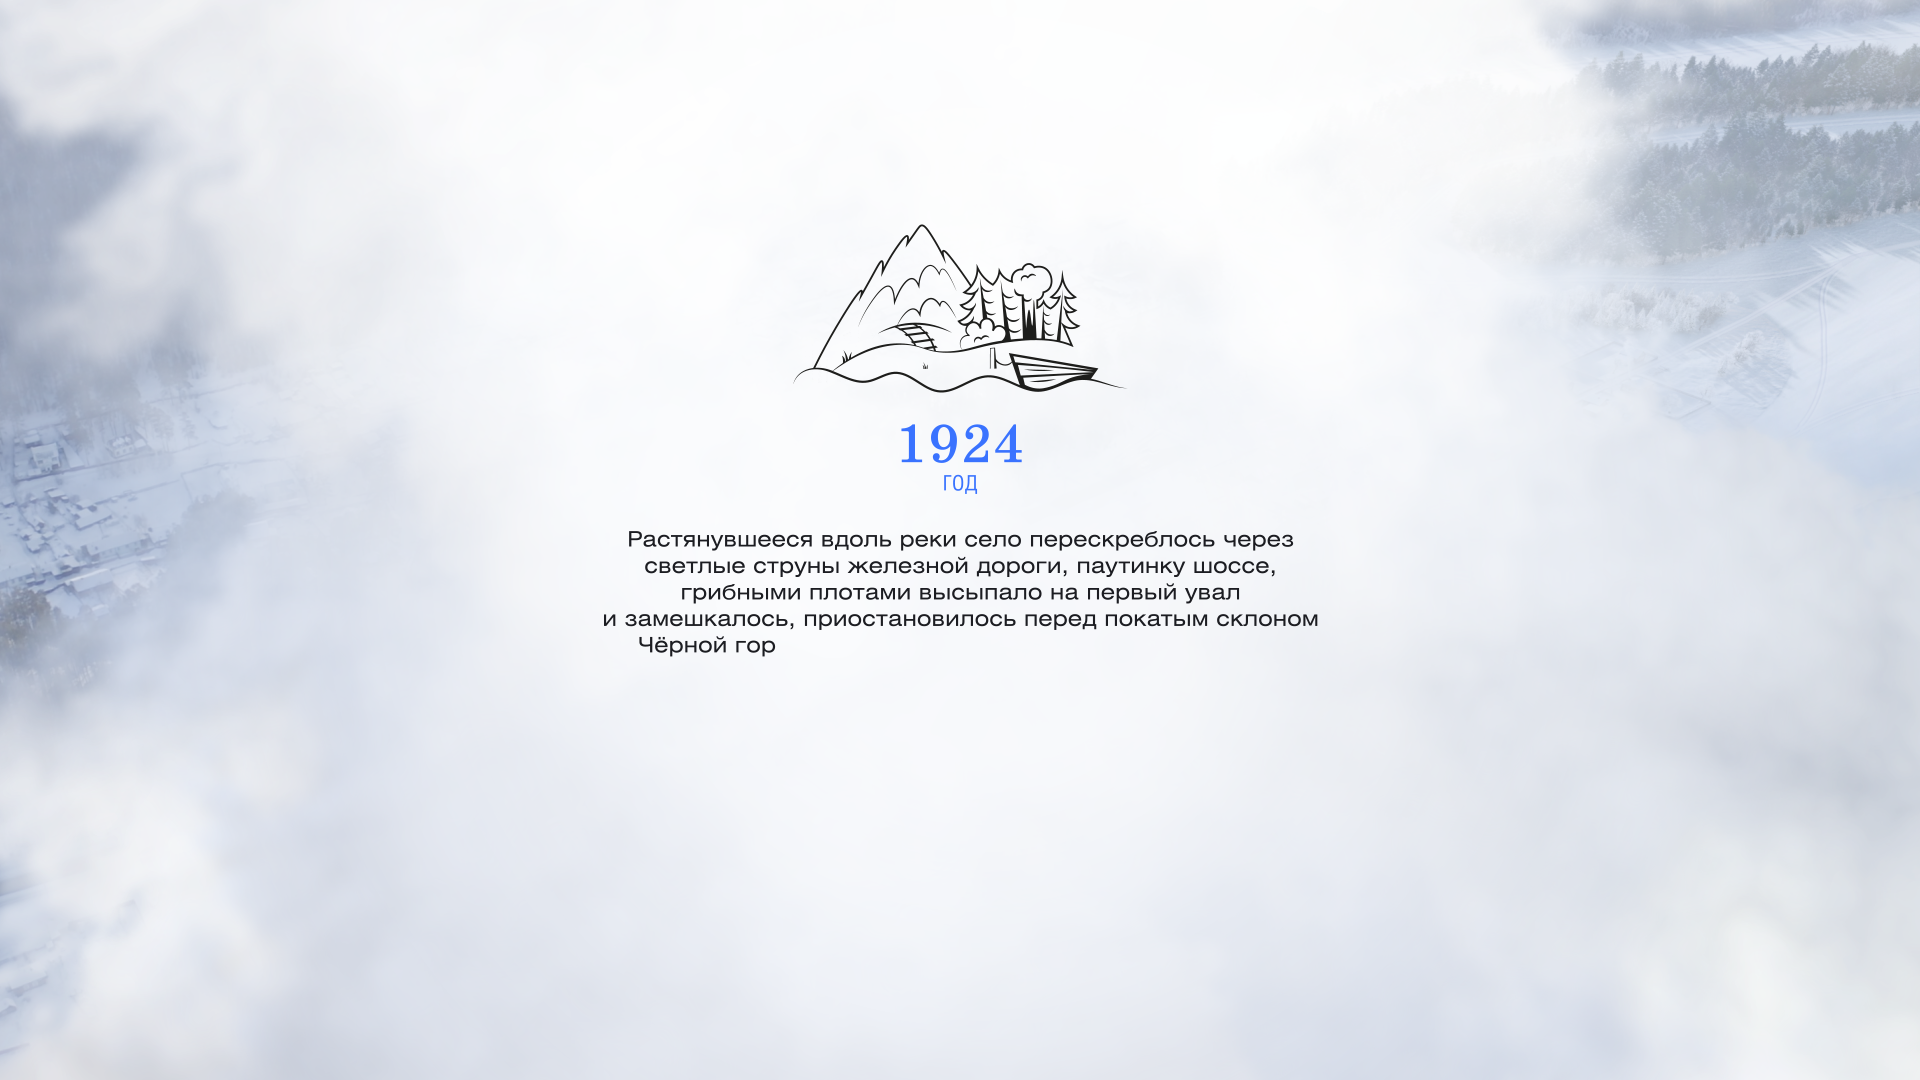 1924
ГОД
Растянувшееся вдоль реки село перескреблось через
светлые струны железной дороги, паутинку шоссе,
грибными плотами высыпало на первый увал
и замешкалось, приостановилось перед покатым склоном
Чёрной гор